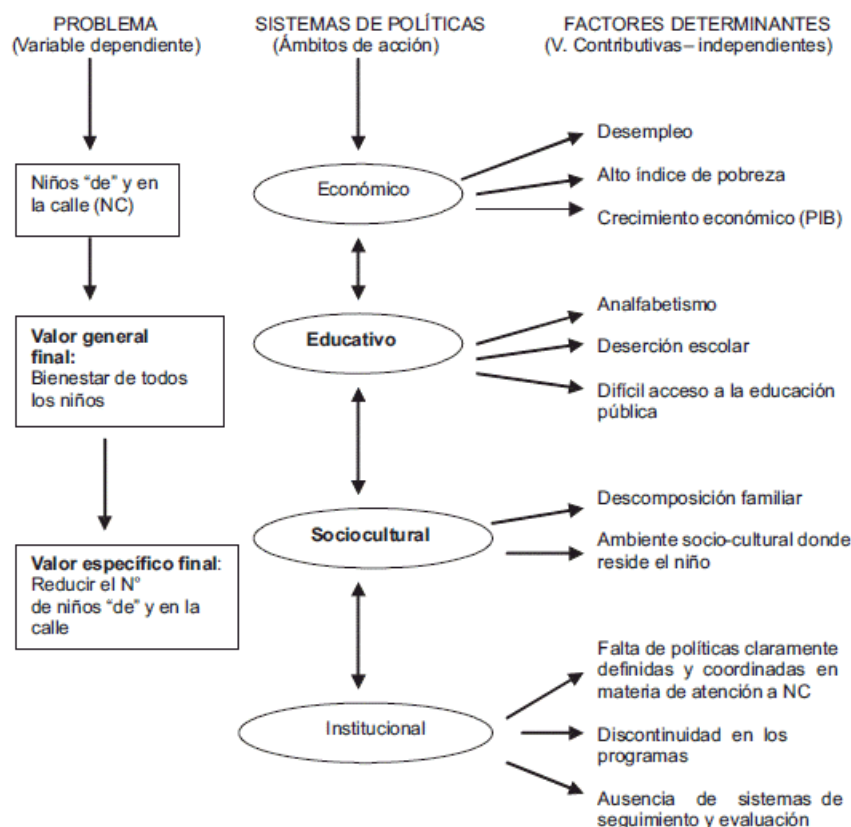 PROBLEMA
(Variable dependiente)
Niños “de” y en
la calle (NC)
Valor general
final:
Bienestar de todos
los niños
Valor específico final:
Reducir el N°
de niños “de” y en la
calle
SISTEMAS DE POLÍTICAS
(Ámbitos de acción)
Económico
Educativo
Sociocultural
Institucional
FACTORES DETERMINANTES
(V. Contributivas– independientes)
Desempleo
Alto índice de pobreza
Crecimiento económico (PIB)
Analfabetismo
Deserción escolar
Difícil acceso a la educación
pública
Descomposición familiar
Ambiente socio-cultural donde
reside el niño
Falta de políticas claramente
definidas y coordinadas en
materia de atención a NC
Discontinuidad en los
programas
Ausencia de sistemas de
seguimiento y evaluación